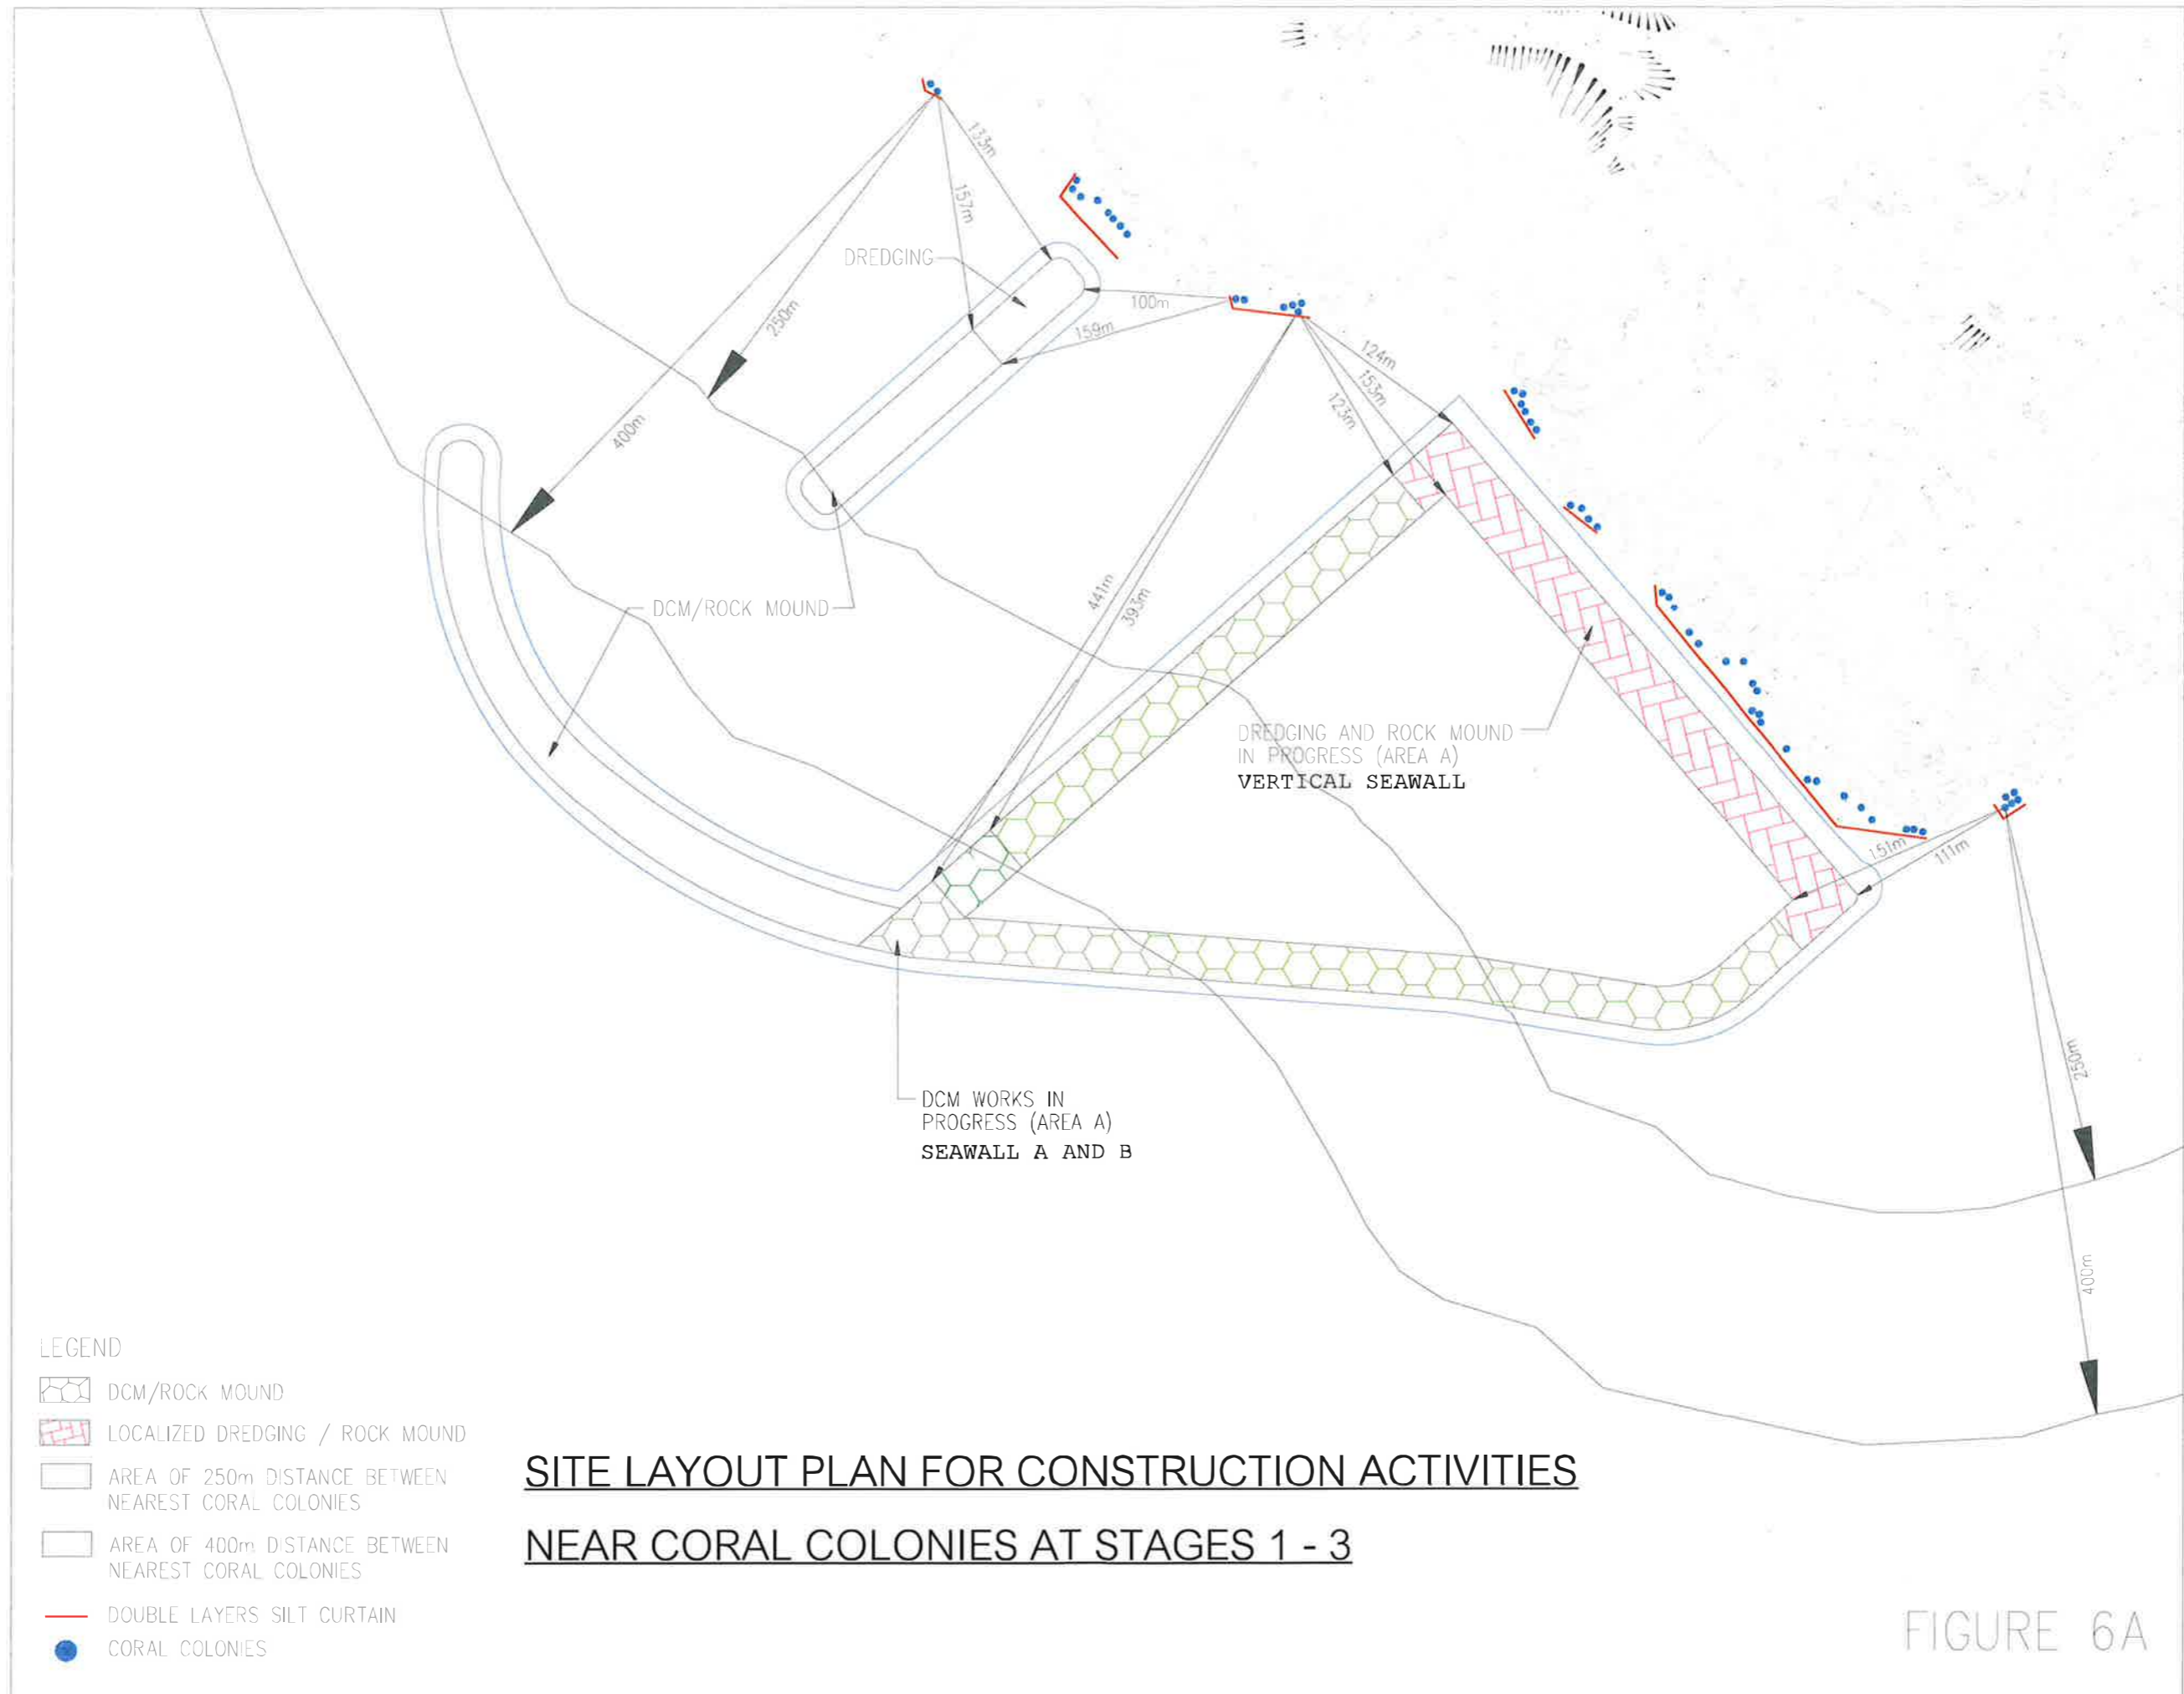 133m
157m
250m
400m
DREDGING
100m
159m
124m
153m
123m
441m
393m
DCM/ROCK MOUND
DREDGING AND ROCK MOUND
IN PROGRESS (AREA A)
VERTICAL SEAWALL
151m
111m
250m
400m
DCM WORKS IN
PROGRESS (AREA A)
SEAWALL A AND B
LEGEND
DCM/ROCK MOUND
LOCALIZED DREDGING / ROCK MOUND
AREA OF 250m DISTANCE BETWEEN
NEAREST CORAL COLONIES
AREA OF 400m DISTANCE BETWEEN
NEAREST CORAL COLONIES
DOUBLE LAYERS SILT CURTAIN
CORAL COLONIES
SITE LAYOUT PLAN FOR CONSTRUCTION ACTIVITIES
NEAR CORAL COLONIES AT STAGES 1 - 3
FIGURE 6A